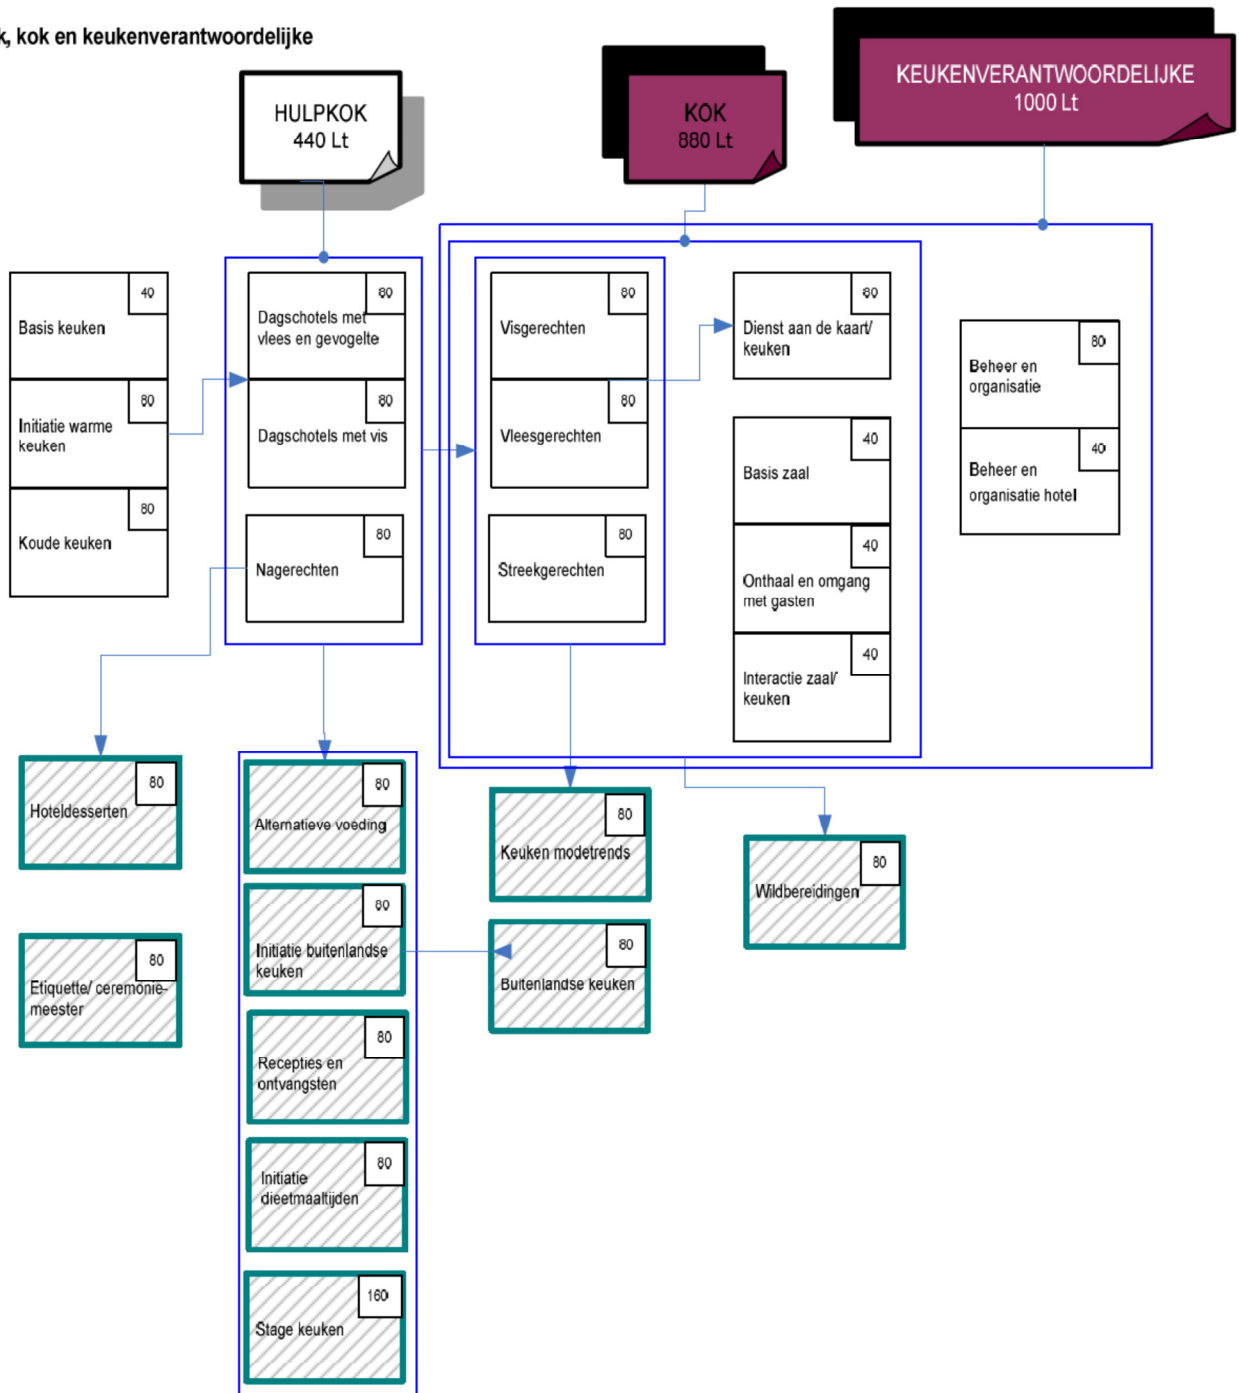 , kok en keukenverantwoordelijke
HULPKOK
440 Lt
KOK
880 Lt
KEUKENVERANTWOORDELIJKE
1000 Lt
40
Basis keuken
80
Initiatie warme
keuken
80
Koude keuken
80
Dagschotels met
vlees en gevogelte
80
Dagschotels met vis
80
Nagerechten
80
Visgerechten
80
Vleesgerechten
80
Streekgerechten
80
Dienst aan de kaart/
keuken
40
Basis zaal
40
Onthaal en omgang
met gasten
40
Interactie zaal/
keuken
80
Beheer en
organisatie
40
Beheer en
organisatie hotel
80
Hoteldesserten
80
Etiquette/ ceremonie-
meester
80
Alternatieve voeding
80
Initiatie buitenlandse
keuken
80
Recepties en
ontvangsten
80
Initiatie
dieetmaaltijden
160
Stage keuken
80
Keuken modetrends
80
Buitenlandse keuken
80
Wildbereidingen